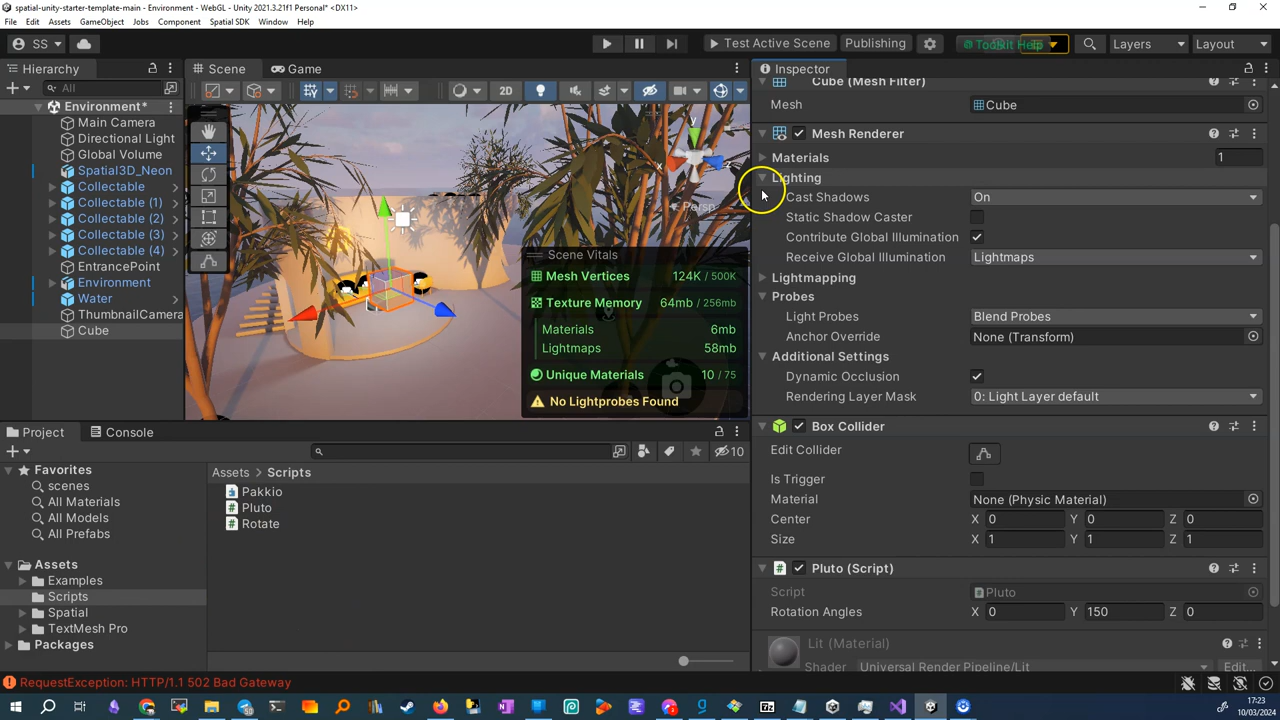 spatial-unity-starter-template-main - Environment - WebGL - Unity 2021.3.21f1 Personal* <DX11>
File Edit Assets GameObject Jobs Component Spatial SDK Window Help
SS Test Active Scene Publishing Toolkit Help Layers Layout
Hierarchy Scene Game Inspector
All 2D
Environment*
Main Camera
Directional Light
Global Volume
Spatial3D_Neon
Collectable
Collectable (1)
Collectable (2)
Collectable (3)
Collectable (4)
EntrancePoint
Environment
Water
ThumbnailCamera
Cube
y
x
z
Persp
Scene Vitals
Mesh Vertices 124K / 500K
Texture Memory 64mb / 256mb
Materials 6mb
Lightmaps 58mb
Unique Materials 10 / 75
No Lightprobes Found
Cube (Mesh Filter)
Mesh Cube
Mesh Renderer
Materials 1
Lighting
Cast Shadows On
Static Shadow Caster
Contribute Global Illumination
Receive Global Illumination Lightmaps
Lightmapping
Probes
Light Probes Blend Probes
Anchor Override None (Transform)
Additional Settings
Dynamic Occlusion
Rendering Layer Mask 0: Light Layer default
Box Collider
Edit Collider
Is Trigger
Material None (Physic Material)
Center X 0 Y 0 Z 0
Size X 1 Y 1 Z 1
Pluto (Script)
Script Pluto
Rotation Angles X 0 Y 150 Z 0
Lit (Material)
Shader Universal Render Pipeline/Lit Edit...
Project Console
10
Favorites
scenes
All Materials
All Models
All Prefabs
Assets
Examples
Scripts
Spatial
TextMesh Pro
Packages
Assets > Scripts
Pakkio
Pluto
Rotate
RequestException: HTTP/1.1 502 Bad Gateway
17:23
10/03/2024